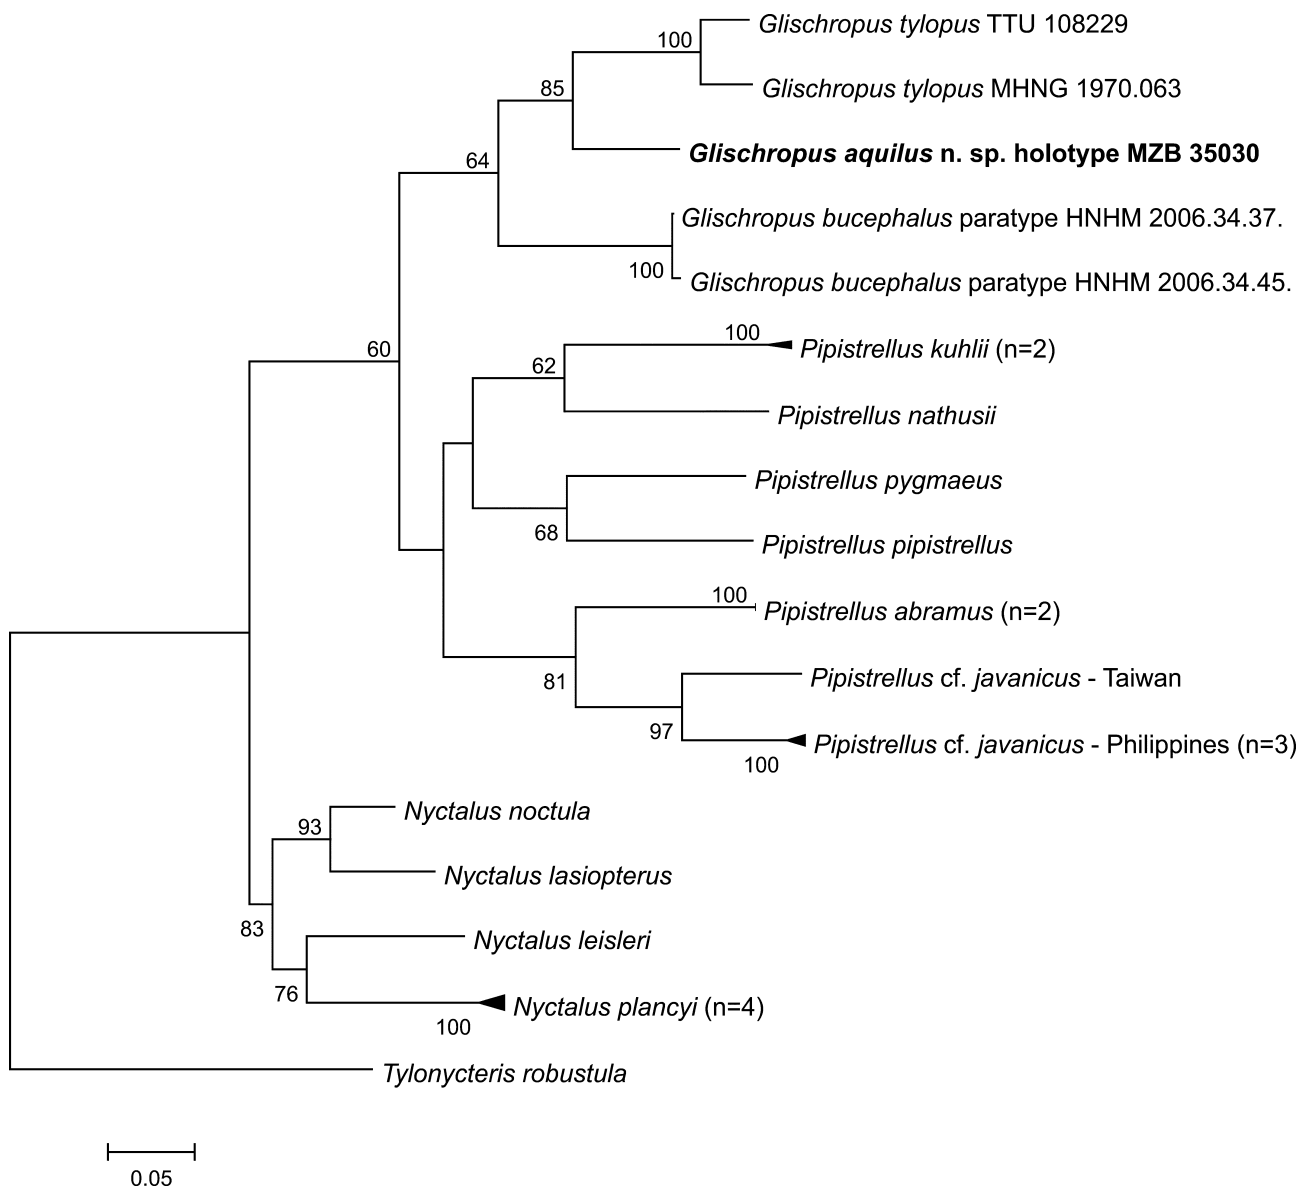 Glischropus tylopus TTU 108229
100
Glischropus tylopus MHNG 1970.063
85
Glischropus aquilus n. sp. holotype MZB 35030
64
Glischropus bucephalus paratype HNHM 2006.34.37.
100
Glischropus bucephalus paratype HNHM 2006.34.45.
60
100
Pipistrellus kuhlii (n=2)
62
Pipistrellus nathusii
Pipistrellus pygmaeus
68
Pipistrellus pipistrellus
100
Pipistrellus abramus (n=2)
81
Pipistrellus cf. javanicus - Taiwan
97
Pipistrellus cf. javanicus - Philippines (n=3)
100
Nyctalus noctula
93
Nyctalus lasiopterus
83
Nyctalus leisleri
76
Nyctalus plancyi (n=4)
100
Tylonycteris robustula
0.05